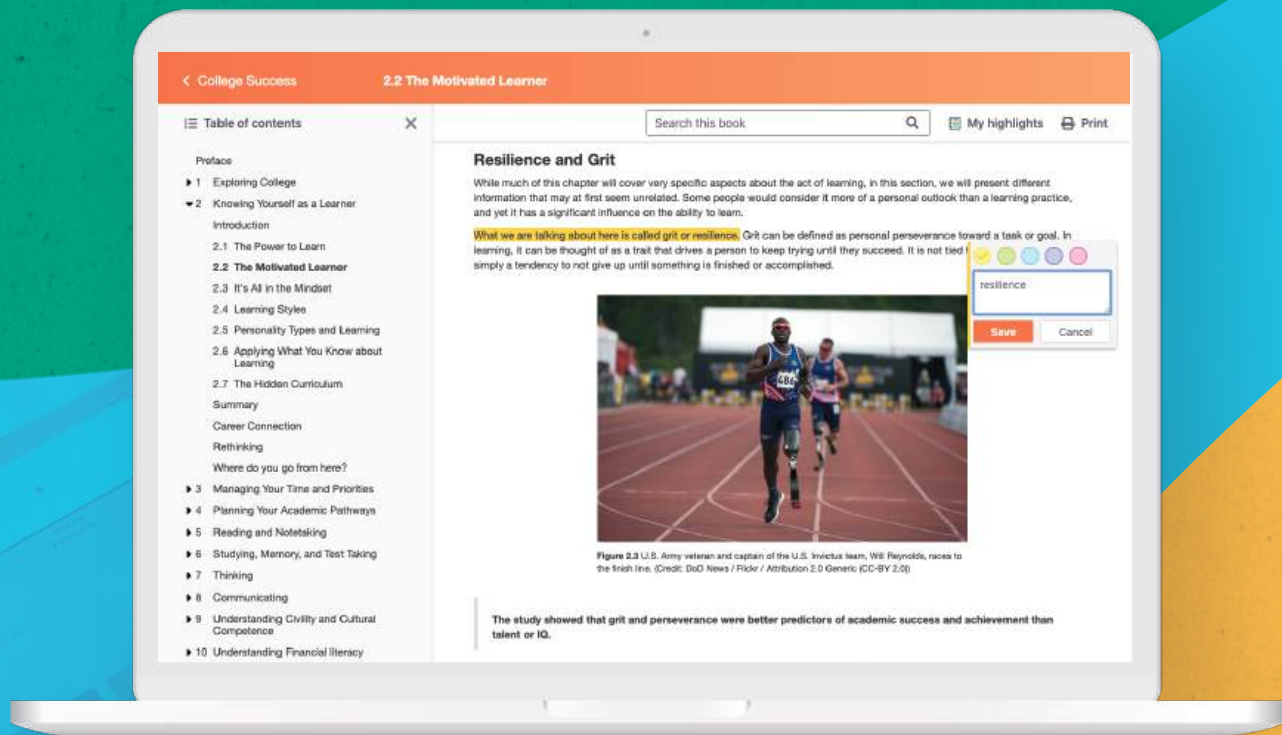 College Success
2.2 The Motivated Learner
Table of contents
Search this book
My highlights
Print
Preface
1 Exploring College
2 Knowing Yourself as a Learner
Introduction
2.1 The Power to Learn
2.2 The Motivated Learner
2.3 It's All in the Mindset
2.4 Learning Styles
2.5 Personality Types and Learning
2.6 Applying What You Know about
Learning
2.7 The Hidden Curriculum
Summary
Career Connection
Rethinking
Where do you go from here?
3 Managing Your Time and Priorities
4 Planning Your Academic Pathways
5 Reading and Notetaking
6 Studying, Memory, and Test Taking
7 Thinking
8 Communicating
9 Understanding Civility and Cultural
Competence
10 Understanding Financial literacy
Resilience and Grit
While much of this chapter will cover very specific aspects about the act of learning, in this section, we will present different
information that may at first seem unrelated. Some people would consider it more of a personal outlook than a learning practice,
and yet it has a significant influence on the ability to learn.
What we are talking about here is called grit or resilience. Grit can be defined as personal perseverance toward a task or goal. In
learning, it can be thought of as a trait that drives a person to keep trying until they succeed. It is not tied
simply a tendency to not give up until something is finished or accomplished.
resilience
Save
Cancel
486
Figure 2.3 U.S. Army veteran and captain of the U.S. Invictus team, Will Reynolds, races to
the finish line. (Credit: DoD News / Flickr / Attribution 2.0 Generic (CC-BY 2.0))
The study showed that grit and perseverance were better predictors of academic success and achievement than
talent or IQ.